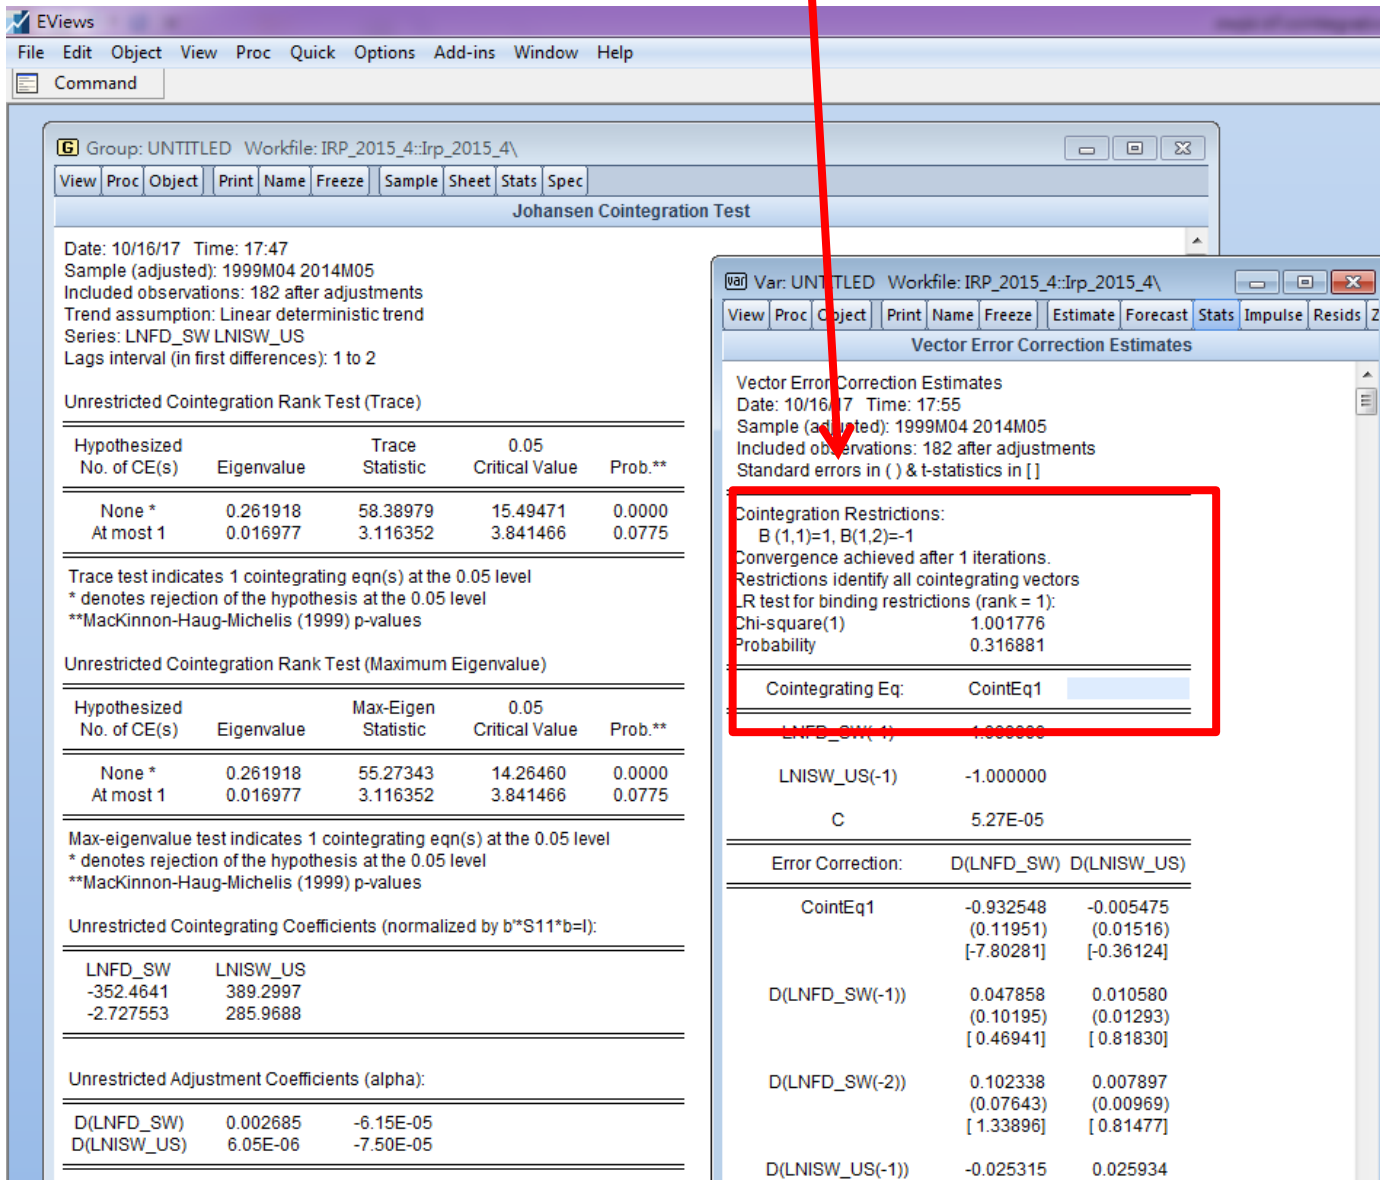 EViews
File Edit Object View Proc Quick Options Add-ins Window Help
Command
G Group: UNTITLED Workfile: IRP_2015_4::Irp_2015_4\
View Proc Object Print Name Freeze Sample Sheet Stats Spec
Johansen Cointegration Test
Date: 10/16/17 Time: 17:47
Sample (adjusted): 1999M04 2014M05
Included observations: 182 after adjustments
Trend assumption: Linear deterministic trend
Series: LNFD_SW LNISW_US
Lags interval (in first differences): 1 to 2
Unrestricted Cointegration Rank Test (Trace)
Hypothesized Trace 0.05
No. of CE(s) Eigenvalue Statistic Critical Value Prob.**
None * 0.261918 58.38979 15.49471 0.0000
At most 1 0.016977 3.116352 3.841466 0.0775
Trace test indicates 1 cointegrating eqn(s) at the 0.05 level
* denotes rejection of the hypothesis at the 0.05 level
**MacKinnon-Haug-Michelis (1999) p-values
Unrestricted Cointegration Rank Test (Maximum Eigenvalue)
Hypothesized Max-Eigen 0.05
No. of CE(s) Eigenvalue Statistic Critical Value Prob.**
None * 0.261918 55.27343 14.26460 0.0000
At most 1 0.016977 3.116352 3.841466 0.0775
Max-eigenvalue test indicates 1 cointegrating eqn(s) at the 0.05 level
* denotes rejection of the hypothesis at the 0.05 level
**MacKinnon-Haug-Michelis (1999) p-values
Unrestricted Cointegrating Coefficients (normalized by b'*S11*b=I):
LNFD_SW LNISW_US
-352.4641 389.2997
-2.727553 285.9688
Unrestricted Adjustment Coefficients (alpha):
D(LNFD_SW) 0.002685 -6.15E-05
D(LNISW_US) 6.05E-06 -7.50E-05
var Var: UNTITLED Workfile: IRP_2015_4::Irp_2015_4\
View Proc Object Print Name Freeze Estimate Forecast Stats Impulse Resids Z
Vector Error Correction Estimates
Vector Error Correction Estimates
Date: 10/16/17 Time: 17:55
Sample (adjusted): 1999M04 2014M05
Included observations: 182 after adjustments
Standard errors in ( ) & t-statistics in [ ]
Cointegration Restrictions:
B (1,1)=1, B(1,2)=-1
Convergence achieved after 1 iterations.
Restrictions identify all cointegrating vectors
LR test for binding restrictions (rank = 1):
Chi-square(1) 1.001776
Probability 0.316881
Cointegrating Eq: CointEq1
LNFD_SW(-1) 1.000000
LNISW_US(-1) -1.000000
C 5.27E-05
Error Correction: D(LNFD_SW) D(LNISW_US)
CointEq1 -0.932548 -0.005475
(0.11951) (0.01516)
[-7.80281] [-0.36124]
D(LNFD_SW(-1)) 0.047858 0.010580
(0.10195) (0.01293)
[ 0.46941] [ 0.81830]
D(LNFD_SW(-2)) 0.102338 0.007897
(0.07643) (0.00969)
[ 1.33896] [ 0.81477]
D(LNISW_US(-1)) -0.025315 0.025934